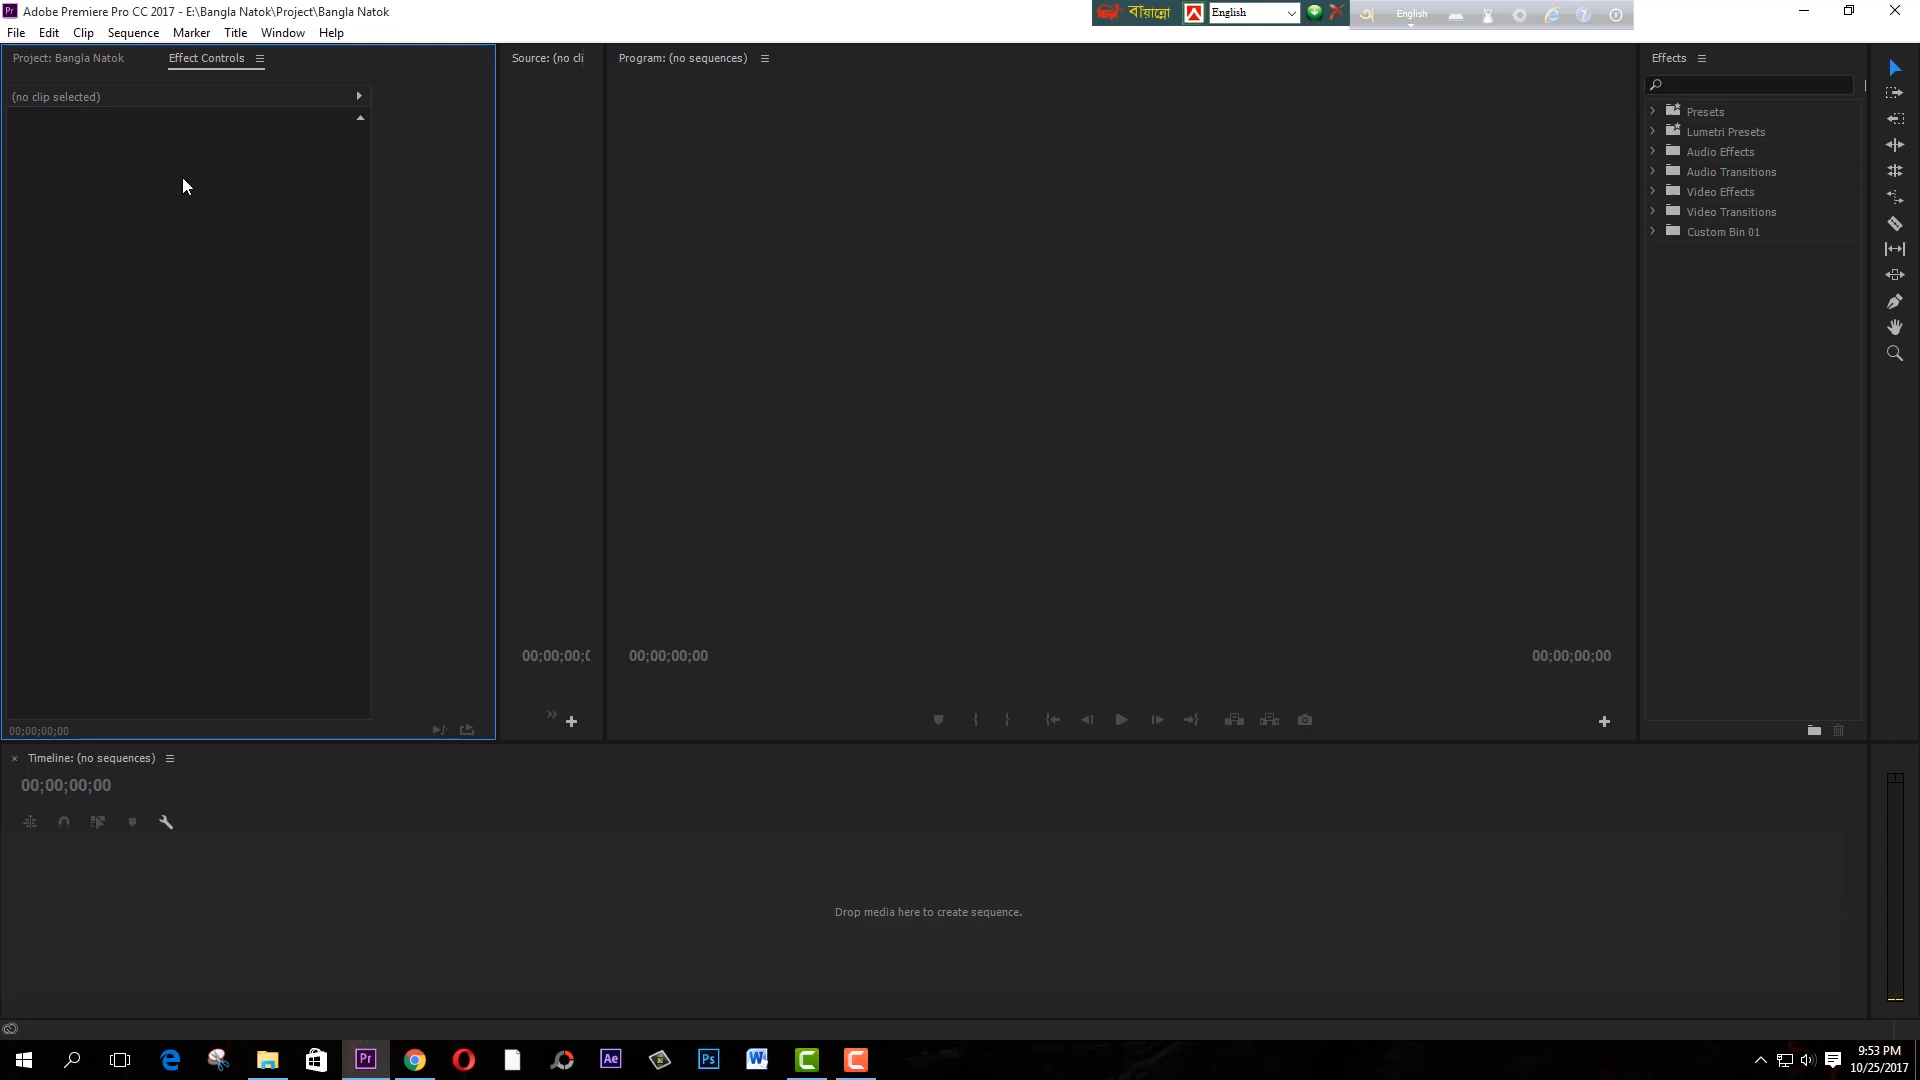 Adobe Premiere Pro CC 2017 - E:\Bangla Natok\Project\Bangla Natok
বায়ান্নো
English
English
File Edit Clip Sequence Marker Title Window Help
Project: Bangla Natok
Effect Controls
Source: (no cli
Program: (no sequences)
Effects
(no clip selected)
Presets
Lumetri Presets
Audio Effects
Audio Transitions
Video Effects
Video Transitions
Custom Bin 01
00;00;00;0
00;00;00;00
00;00;00;00
00;00;00;00
Timeline: (no sequences)
00;00;00;00
Drop media here to create sequence.
Pr
Ae
Ps
W
9:53 PM
10/25/2017